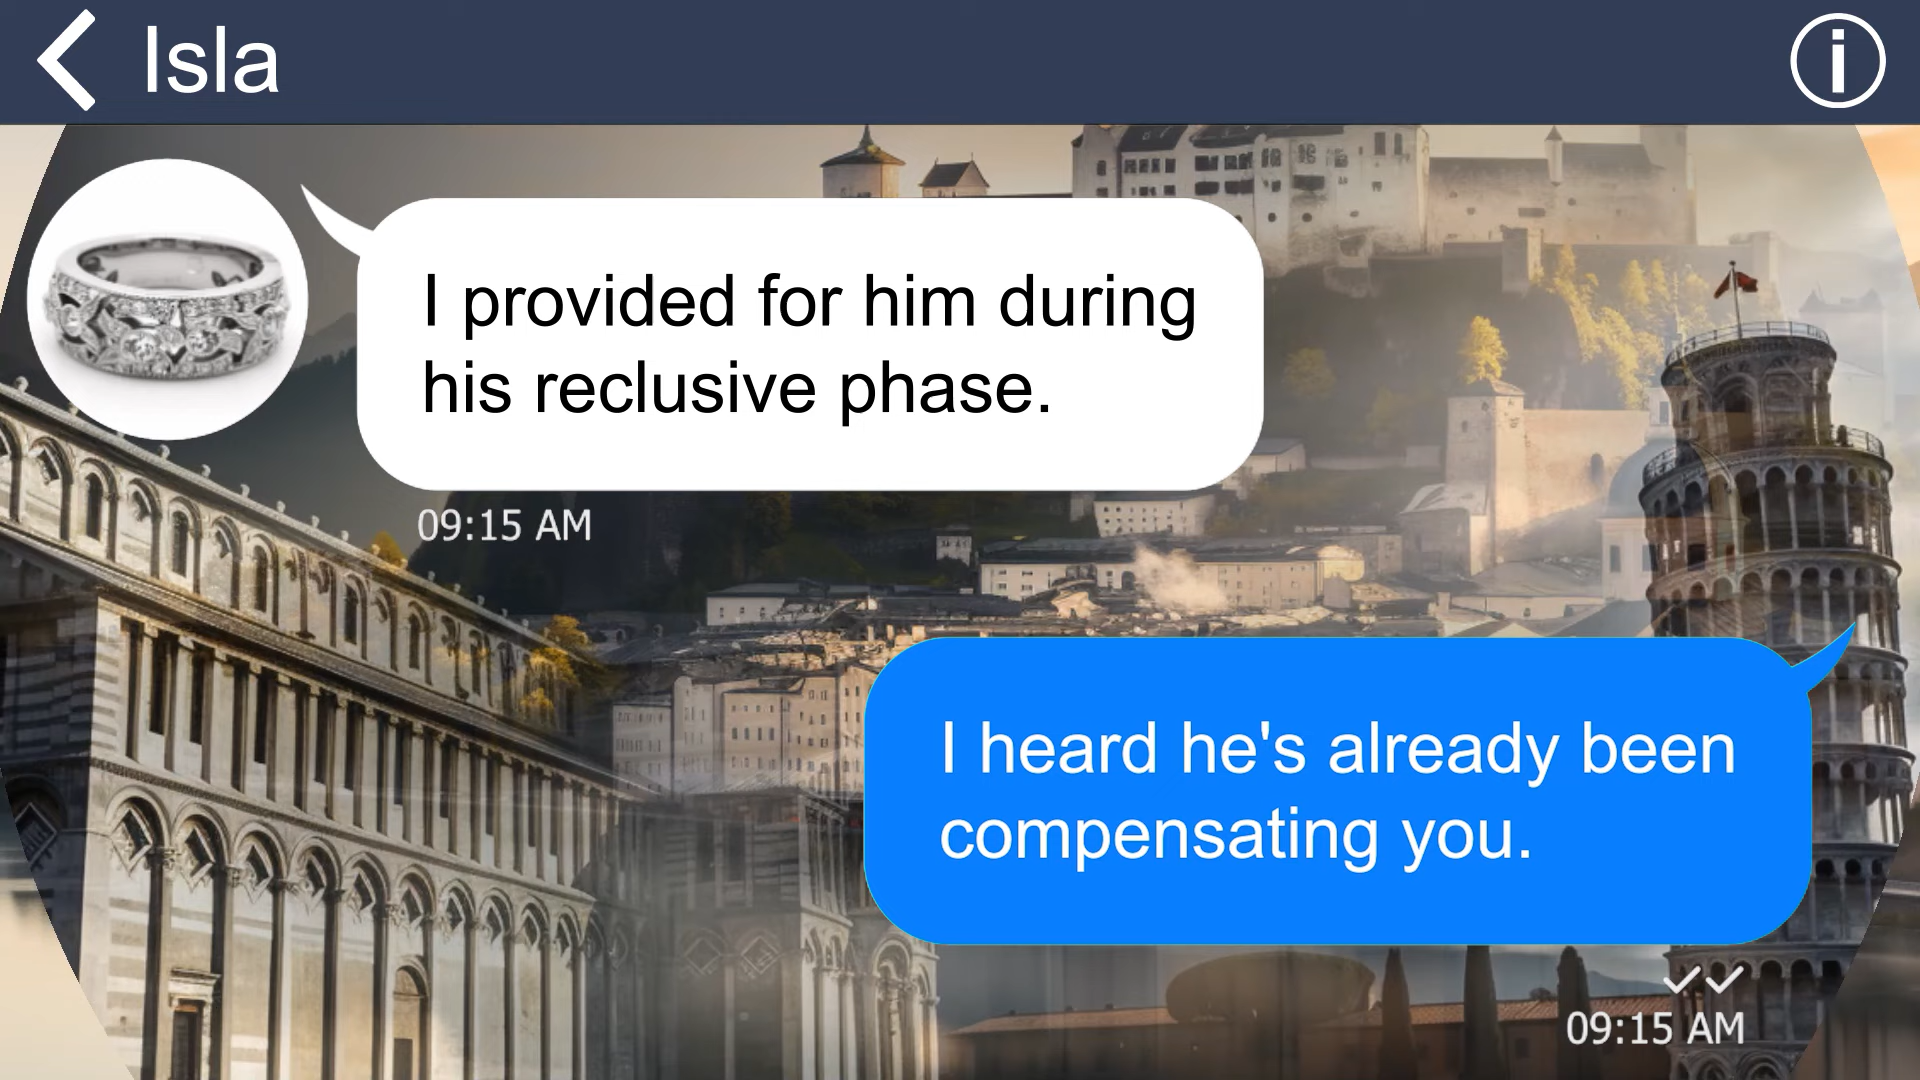 Isla
I provided for him during
his reclusive phase.
09:15 AM
I heard he's already been
compensating you.
09:15 AM